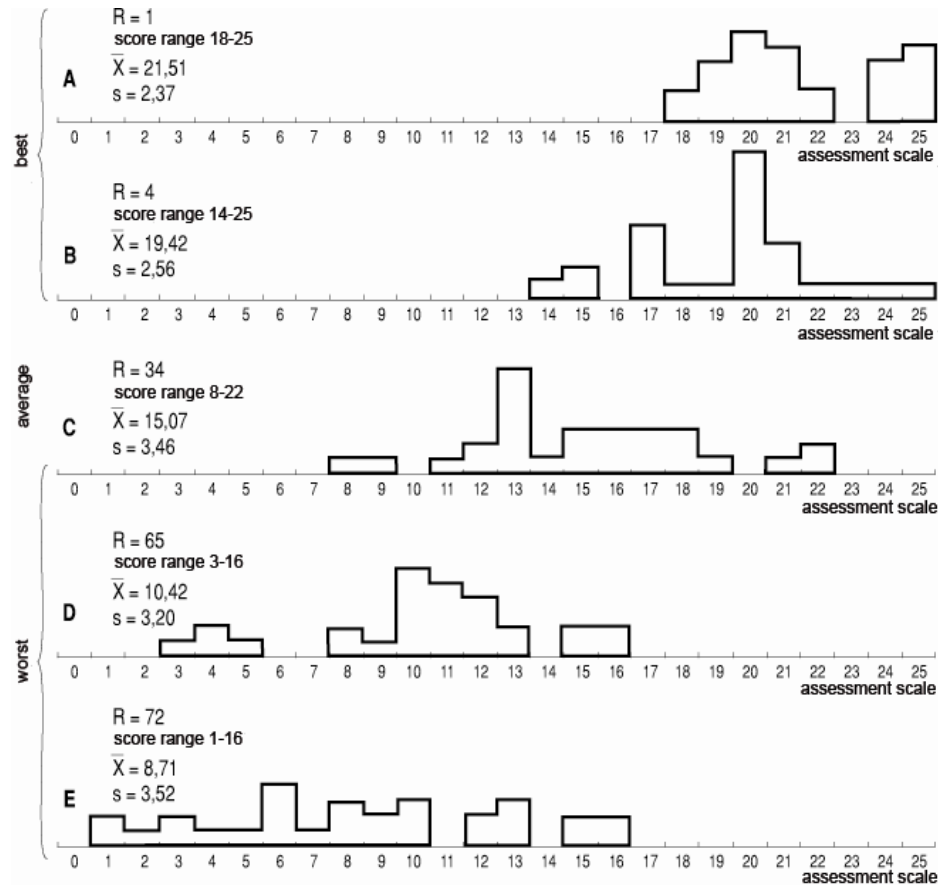 best
A
R = 1
score range 18-25
X̅ = 21,51
s = 2,37
0 1 2 3 4 5 6 7 8 9 10 11 12 13 14 15 16 17 18 19 20 21 22 23 24 25
assessment scale
B
R = 4
score range 14-25
X̅ = 19,42
s = 2,56
0 1 2 3 4 5 6 7 8 9 10 11 12 13 14 15 16 17 18 19 20 21 22 23 24 25
assessment scale
average
C
R = 34
score range 8-22
X̅ = 15,07
s = 3,46
0 1 2 3 4 5 6 7 8 9 10 11 12 13 14 15 16 17 18 19 20 21 22 23 24 25
assessment scale
worst
D
R = 65
score range 3-16
X̅ = 10,42
s = 3,20
0 1 2 3 4 5 6 7 8 9 10 11 12 13 14 15 16 17 18 19 20 21 22 23 24 25
assessment scale
E
R = 72
score range 1-16
X̅ = 8,71
s = 3,52
0 1 2 3 4 5 6 7 8 9 10 11 12 13 14 15 16 17 18 19 20 21 22 23 24 25
assessment scale